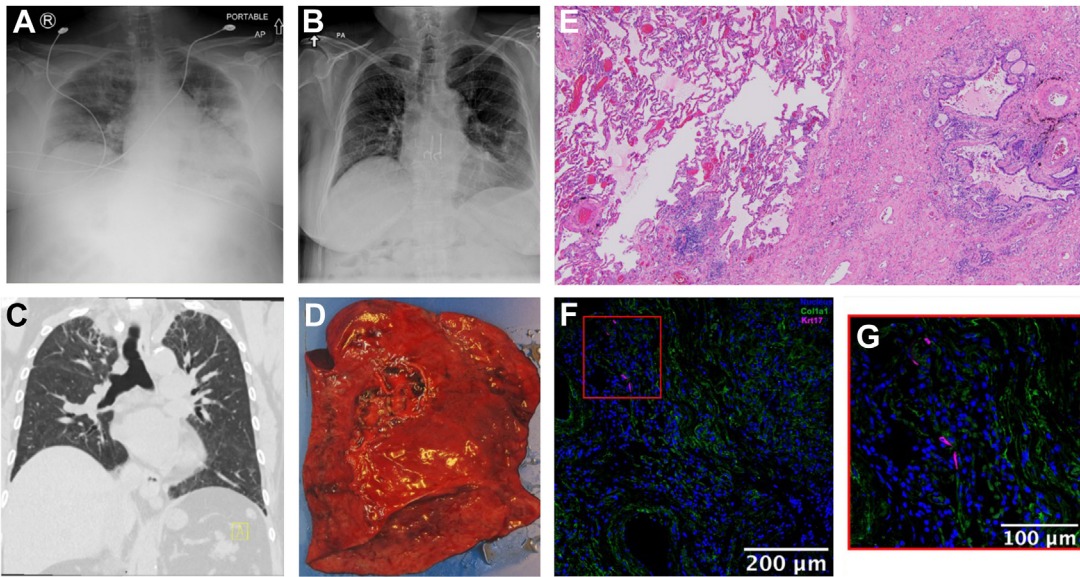 A
R
PORTABLE
AP
B
PA
E
C
D
F
Nucleus
Col1a1
Krt17
200 μm
G
100 μm